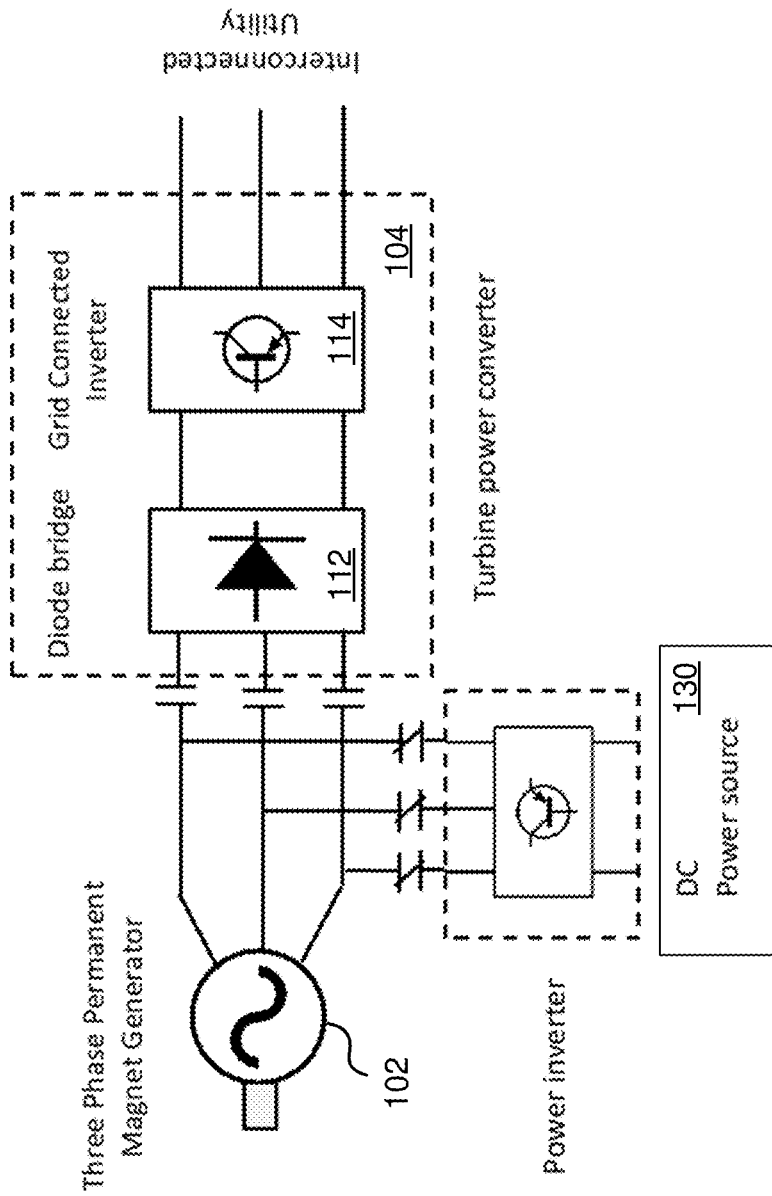 Three Phase Permanent
Magnet Generator
102
Diode bridge
Grid Connected
Inverter
112
114
104
Interconnected
Utility
Turbine power converter
Power inverter
DC
130
Power source